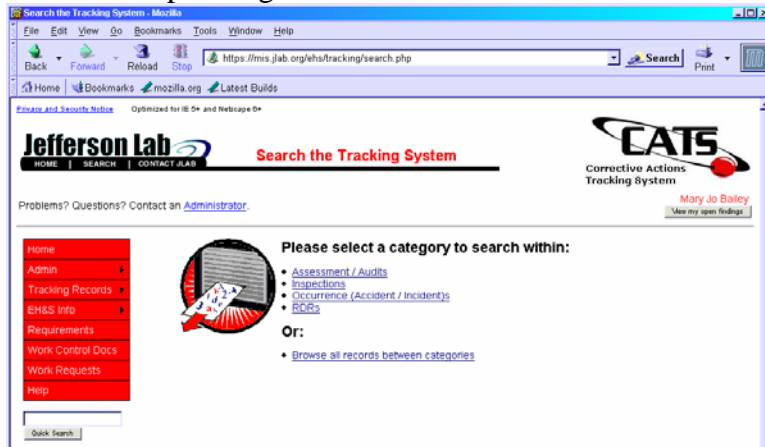 Search the Tracking System - Mozilla
File Edit View Go Bookmarks Tools Window Help
Back Forward Reload Stop https://mis.jlab.org/ehs/tracking/search.php Search Print
Home Bookmarks mozilla.org Latest Builds
Privacy and Security Notice Optimized for IE 5+ and Netscape 6+
Jefferson Lab
HOME | SEARCH | CONTACT JLAB
Search the Tracking System
CATS
Corrective Actions
Tracking System
Problems? Questions? Contact an Administrator.
Mary Jo Bailey
View my open findings
Home
Admin
Tracking Records
EH&S Info
Requirements
Work Control Docs
Work Requests
Help
Quick Search
Please select a category to search within:
Assessment / Audits
Inspections
Occurrence (Accident / Incident)s
RDRs
Or:
Browse all records between categories